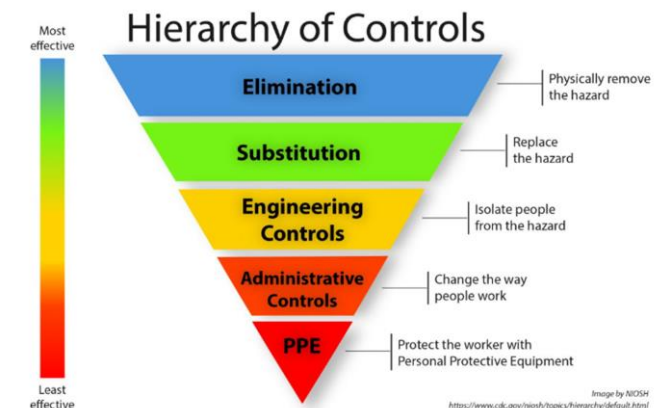 Hierarchy of Controls
Most
effective
Elimination
Physically remove
the hazard
Substitution
Replace
the hazard
Engineering
Controls
Isolate people
from the hazard
Administrative
Controls
Change the way
people work
PPE
Protect the worker with
Personal Protective Equipment
Least
effective
Image by NIOSH
https://www.cdc.gov/niosh/topics/hierarchy/default.html